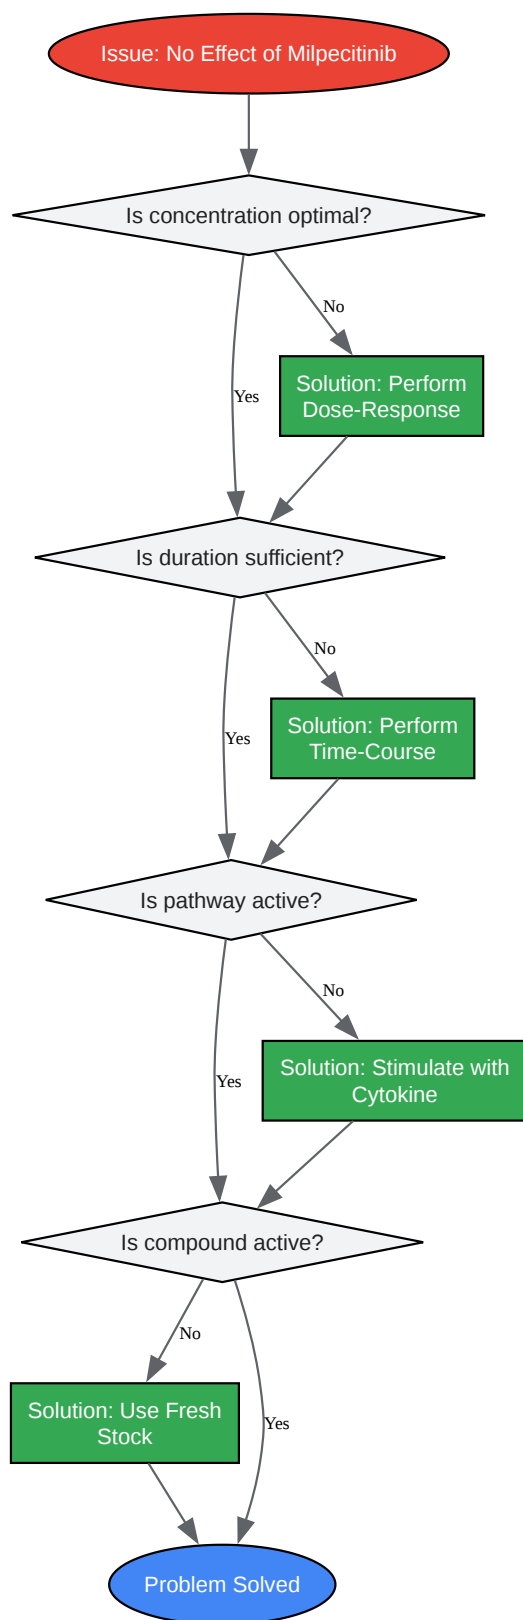 Issue: No Effect of Milpecitinib
Is concentration optimal?
No
Solution: Perform
Dose-Response
Yes
Is duration sufficient?
No
Solution: Perform
Time-Course
Yes
Is pathway active?
No
Solution: Stimulate with
Cytokine
Yes
Is compound active?
No
Solution: Use Fresh
Stock
Yes
Problem Solved